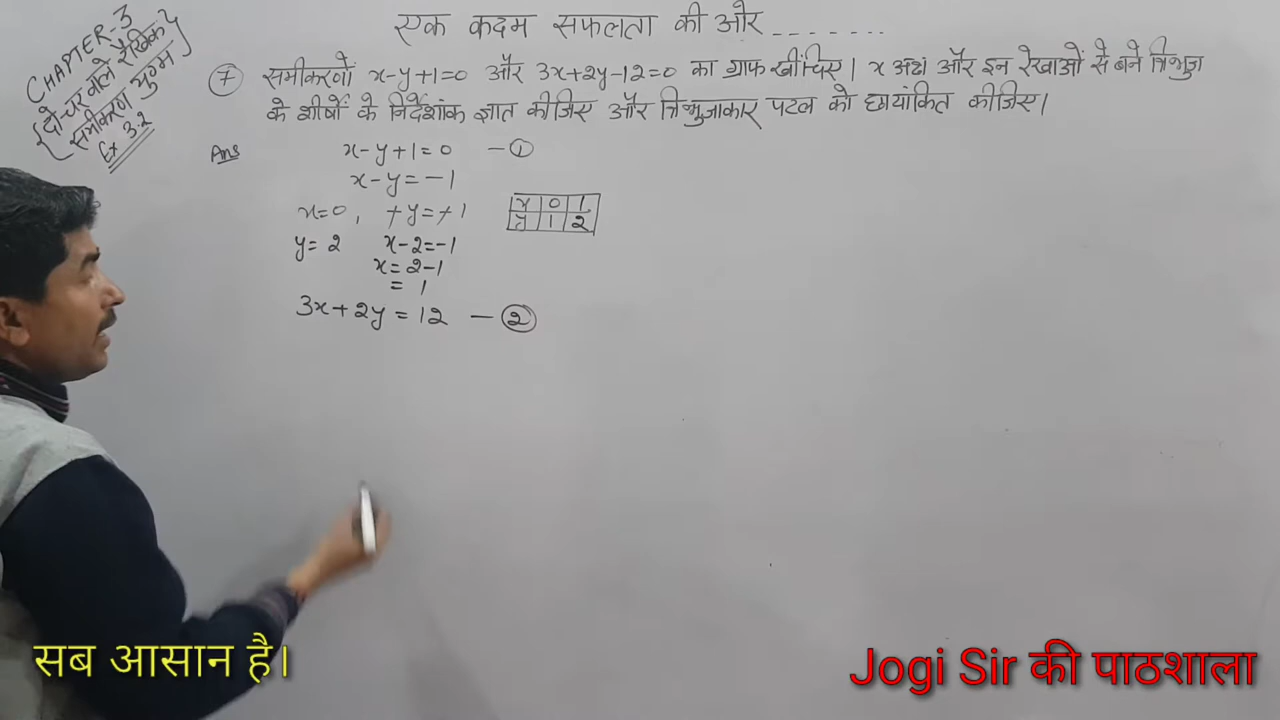 एक कदम सफलता की ओर _ _ _ _ . . .
CHAPTER-3
{दो चर वाले रैखिक
समीकरण युग्म}
Ex 3.2
⑦ समीकरणों x-y+1=0 और 3x+2y-12=0 का ग्राफ खींचिए। x अक्ष और इन रेखाओं से बने त्रिभुज
के शीर्षों के निर्देशांक ज्ञात कीजिए और त्रिभुजाकार पटल को छायांकित कीजिए।
Ans x-y+1=0 —①
x-y=-1
x=0, +y=+1
x 0 1
y 1 2
y=2 x-2=-1
x=2-1
= 1
3x+2y=12 —②
सब आसान है।
Jogi Sir की पाठशाला